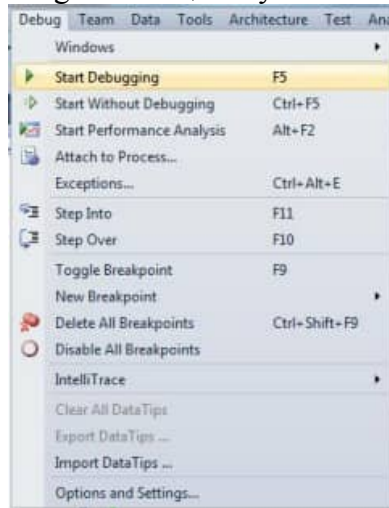 Debug Team Data Tools Architecture Test
Windows
Start Debugging F5
Start Without Debugging Ctrl+F5
Start Performance Analysis Alt+F2
Attach to Process...
Exceptions... Ctrl+Alt+E
Step Into F11
Step Over F10
Toggle Breakpoint F9
New Breakpoint
Delete All Breakpoints Ctrl+Shift+F9
Disable All Breakpoints
IntelliTrace
Clear All DataTips
Export DataTips ...
Import DataTips ...
Options and Settings...